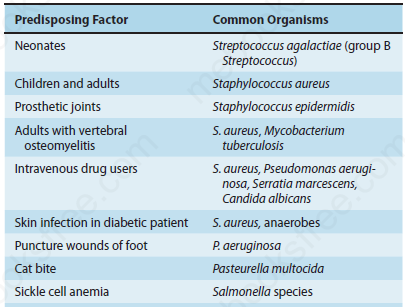 Predisposing Factor Common Organisms
Neonates Streptococcus agalactiae (group B
Streptococcus)
Children and adults Staphylococcus aureus
Prosthetic joints Staphylococcus epidermidis
Adults with vertebral S. aureus, Mycobacterium
osteomyelitis tuberculosis
Intravenous drug users S. aureus, Pseudomonas aerugi-
nosa, Serratia marcescens,
Candida albicans
Skin infection in diabetic patient S. aureus, anaerobes
Puncture wounds of foot P. aeruginosa
Cat bite Pasteurella multocida
Sickle cell anemia Salmonella species